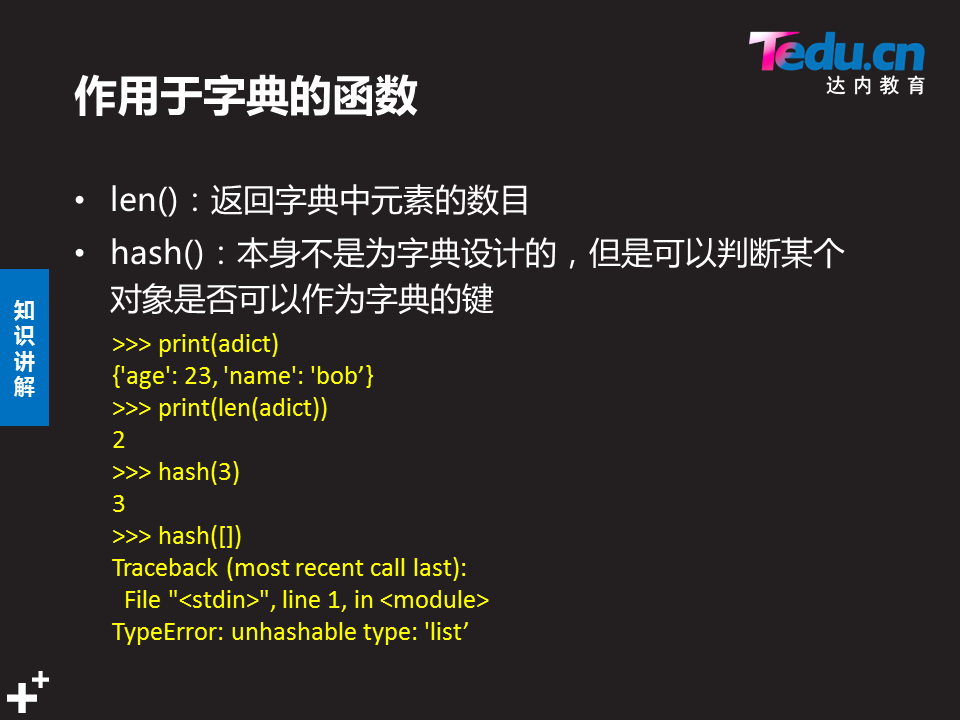 Tedu.cn
达内教育
作用于字典的函数
• len()：返回字典中元素的数目
• hash()：本身不是为字典设计的，但是可以判断某个
对象是否可以作为字典的键
知
识
讲
解
>>> print(adict)
{'age': 23, 'name': 'bob’}
>>> print(len(adict))
2
>>> hash(3)
3
>>> hash([])
Traceback (most recent call last):
  File "<stdin>", line 1, in <module>
TypeError: unhashable type: 'list’